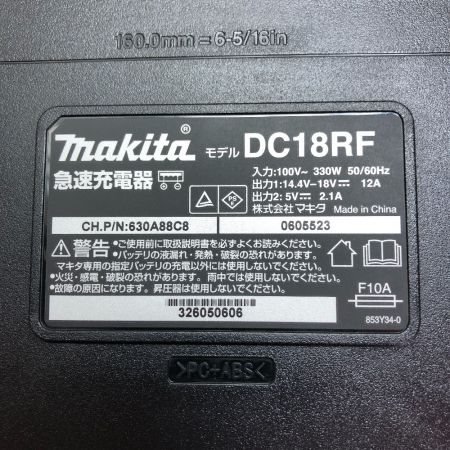 160.0mm=6-5/16in
makita® モデル DC18RF
急速充電器
入力:100V~ 330W 50/60Hz
出力1:14.4V-18V⎓ 12A
出力2:5V⎓ 2.1A
株式会社 マキタ Made in China
CH.P/N:630A88C8 0605523
⚠警告 •ご使用前に取扱説明書を必ずよくお読みください。
•バッテリの液漏れ・発熱・破裂の恐れがあります。
マキタ専用の指定バッテリの充電以外には使用しないでください。
•火災・感電・破裂の恐れがあります。雨中では使用しないでください。
•故障の原因になります。昇圧器は使用しないでください。
F10A
326050606
853Y34-0
>PC+ABS<